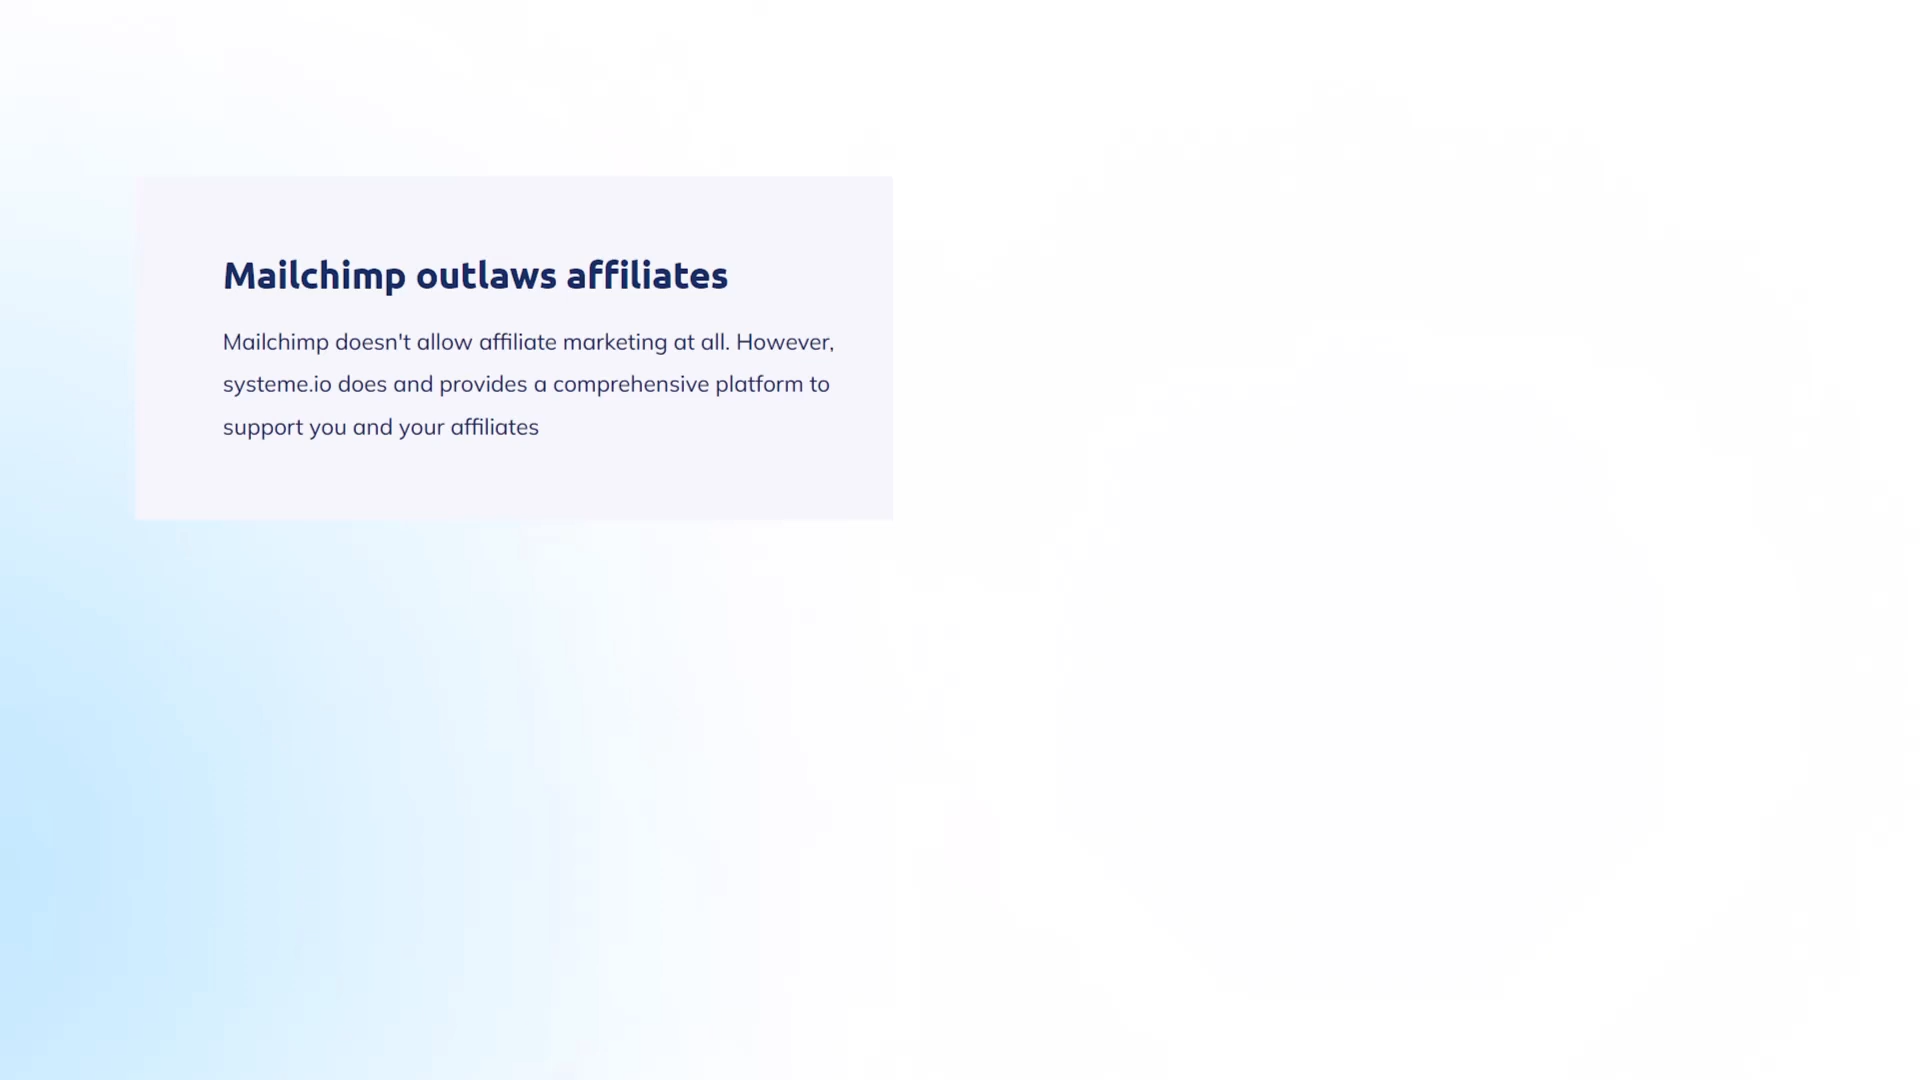 Mailchimp outlaws affiliates
Mailchimp doesn't allow affiliate marketing at all. However,
systeme.io does and provides a comprehensive platform to
support you and your affiliates